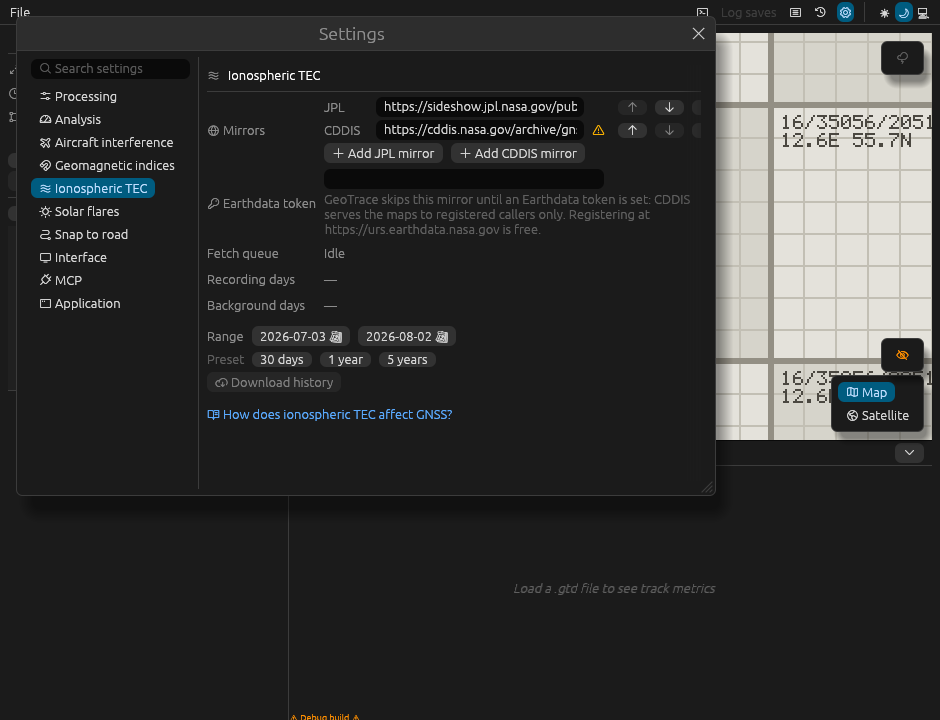 File
Log saves
Settings
Search settings
Processing
Analysis
Aircraft interference
Geomagnetic indices
Ionospheric TEC
Solar flares
Snap to road
Interface
MCP
Application
Ionospheric TEC
Mirrors
JPL
https://sideshow.jpl.nasa.gov/pub
CDDIS
https://cddis.nasa.gov/archive/gn
+ Add JPL mirror
+ Add CDDIS mirror
Earthdata token
GeoTrace skips this mirror until an Earthdata token is set: CDDIS
serves the maps to registered callers only. Registering at
https://urs.earthdata.nasa.gov is free.
Fetch queue
Idle
Recording days
—
Background days
—
Range
2026-07-03
2026-08-02
Preset
30 days
1 year
5 years
Download history
How does ionospheric TEC affect GNSS?
16/35056/2051
12.6E 55.7N
Map
Satellite
Load a .gtd file to see track metrics
⚠ Debug build ⚠